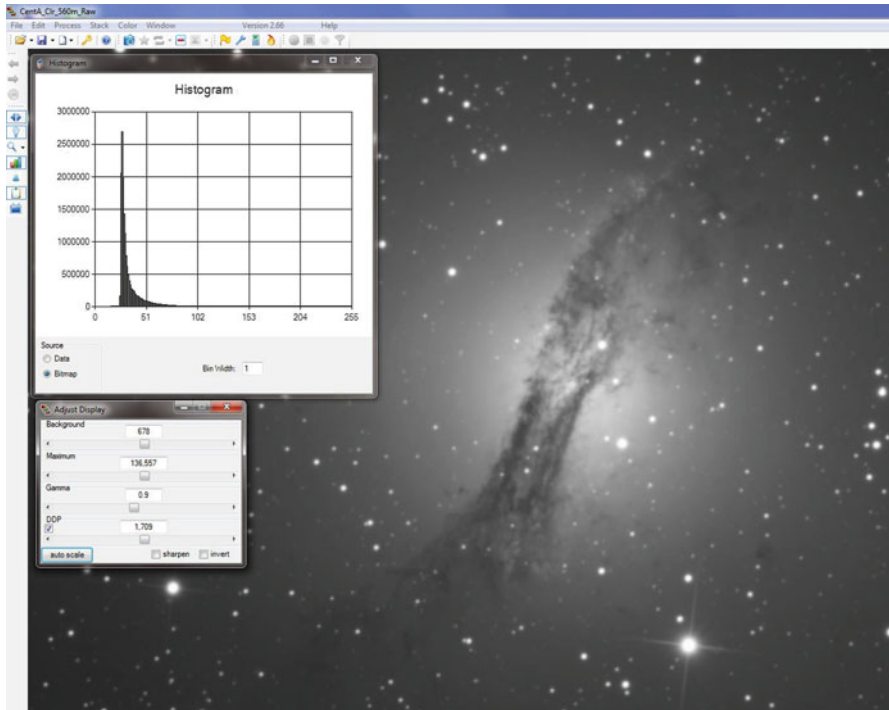 CentA_Clr_560m_Raw
File Edit Process Stack Color Window Version 2.66 Help
Histogram
Histogram
3000000
2500000
2000000
1500000
1000000
500000
0
0 51 102 153 204 255
Source
Data
Bitmap
Bin Width: 1
Adjust Display
Background
678
Maximum
136,557
Gamma
0.9
DDP
1,709
auto scale
sharpen
invert